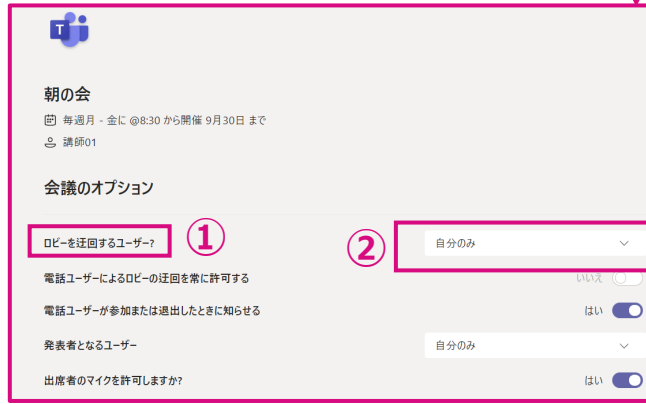 T
朝の会
毎週月 - 金に @8:30 から開催 9月30日 まで
講師01
会議のオプション
ロビーを迂回するユーザー? ① ② 自分のみ
電話ユーザーによるロビーの迂回を常に許可する いいえ
電話ユーザーが参加または退出したときに知らせる はい
発表者となるユーザー 自分のみ
出席者のマイクを許可しますか? はい